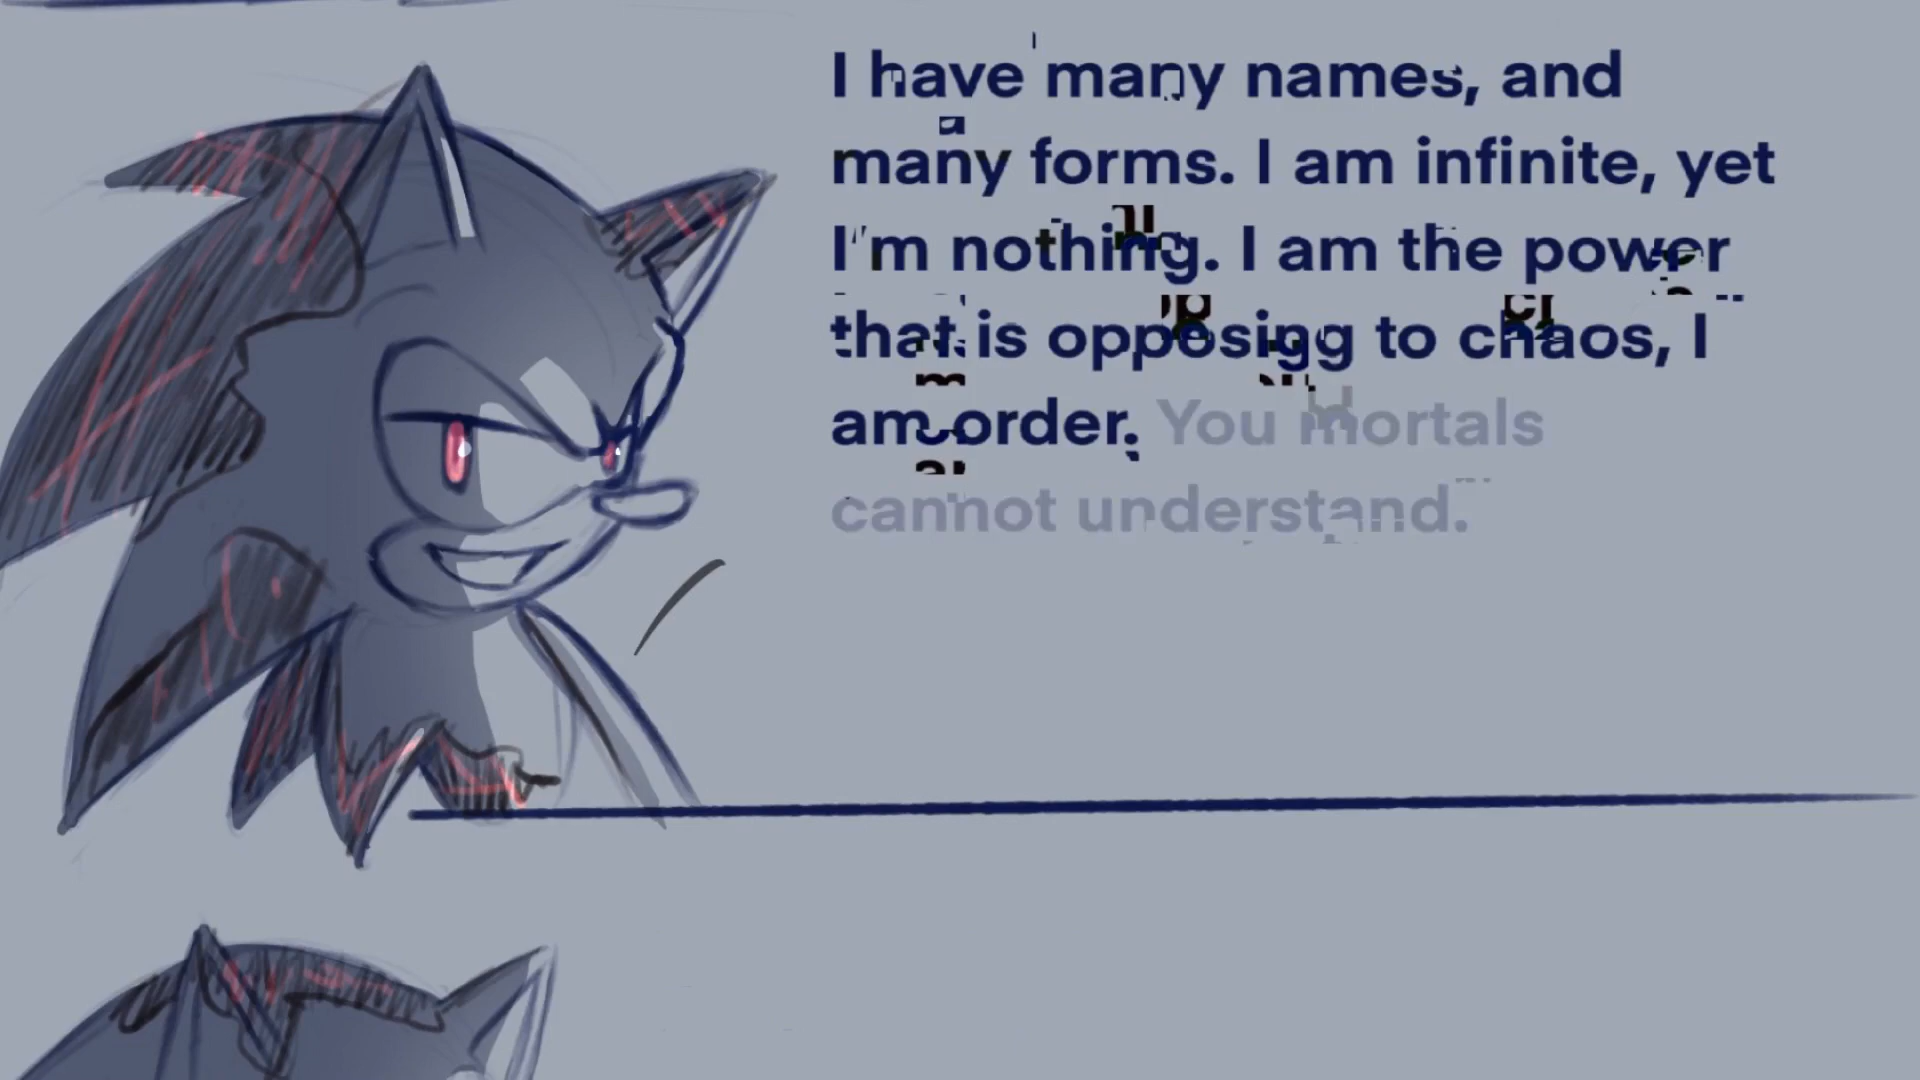 I have many names, and
many forms. I am infinite, yet
I'm nothing. I am the power
that is opposigg to chaos, I
am order. You mortals
cannot understand.